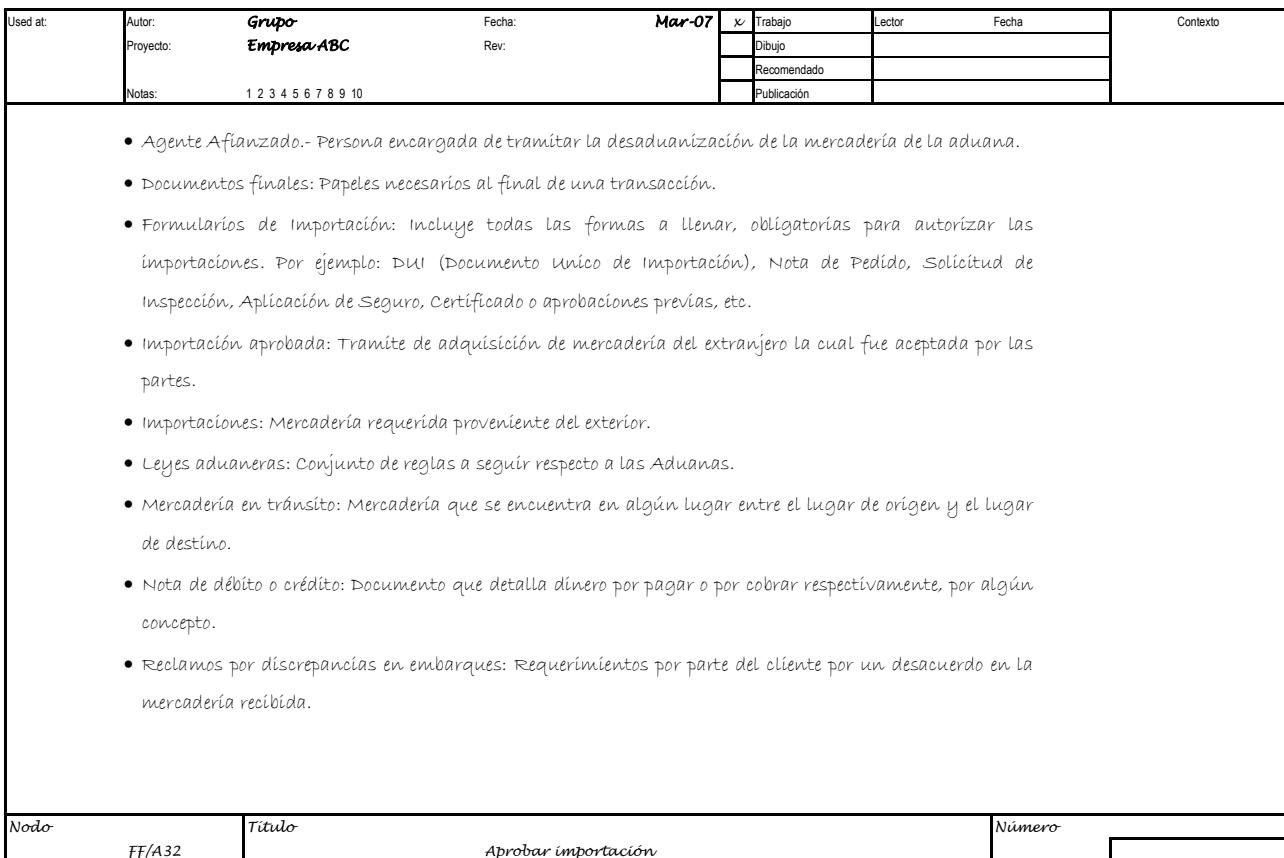 Used at: Autor: Grupo Fecha: Mar-07 x Trabajo Lector Fecha Contexto
Proyecto: Empresa ABC Rev: Dibujo
Recomendado
Notas: 1 2 3 4 5 6 7 8 9 10 Publicación
• Agente Afianzado.- Persona encargada de tramitar la desaduanización de la mercadería de la aduana.
• Documentos finales: Papeles necesarios al final de una transacción.
• Formularios de Importación: Incluye todas las formas a llenar, obligatorias para autorizar las
importaciones. Por ejemplo: DUI (Documento Unico de Importación), Nota de Pedido, Solicitud de
Inspección, Aplicación de Seguro, Certificado o aprobaciones previas, etc.
• Importación aprobada: Tramite de adquisición de mercadería del extranjero la cual fue aceptada por las
partes.
• Importaciones: Mercadería requerida proveniente del exterior.
• Leyes aduaneras: Conjunto de reglas a seguir respecto a las Aduanas.
• Mercadería en tránsito: Mercadería que se encuentra en algún lugar entre el lugar de origen y el lugar
de destino.
• Nota de débito o crédito: Documento que detalla dinero por pagar o por cobrar respectivamente, por algún
concepto.
• Reclamos por discrepancias en embarques: Requerimientos por parte del cliente por un desacuerdo en la
mercadería recibida.
Nodo Título Número
FF/A32 Aprobar importación